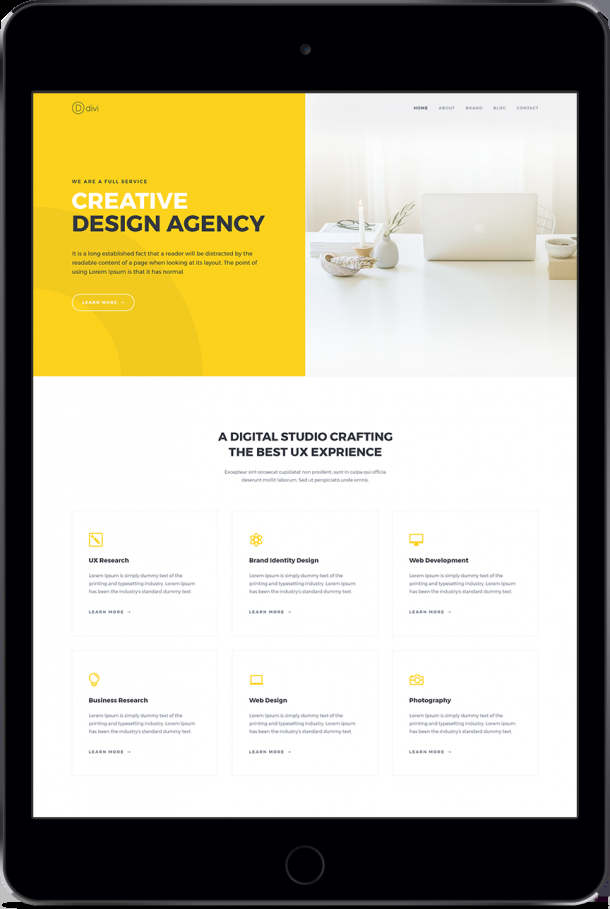 D divi
HOME ABOUT BRAND BLOG CONTACT
WE ARE A FULL SERVICE
CREATIVE
DESIGN AGENCY
It is a long established fact that a reader will be distracted by the
readable content of a page when looking at its layout. The point of
using Lorem Ipsum is that it has normal
LEARN MORE →
A DIGITAL STUDIO CRAFTING
THE BEST UX EXPRIENCE
Excepteur sint occaecat cupidatat non proident, sunt in culpa qui officia
deserunt mollit laborum. Sed ut perspiciatis unde omnis.
UX Research
Lorem Ipsum is simply dummy text of the
printing and typesetting industry. Lorem Ipsum
has been the industry's standard dummy text.
LEARN MORE →
Brand Identity Design
Lorem Ipsum is simply dummy text of the
printing and typesetting industry. Lorem Ipsum
has been the industry's standard dummy text.
LEARN MORE →
Web Development
Lorem Ipsum is simply dummy text of the
printing and typesetting industry. Lorem Ipsum
has been the industry's standard dummy text.
LEARN MORE →
Business Research
Lorem Ipsum is simply dummy text of the
printing and typesetting industry. Lorem Ipsum
has been the industry's standard dummy text.
LEARN MORE →
Web Design
Lorem Ipsum is simply dummy text of the
printing and typesetting industry. Lorem Ipsum
has been the industry's standard dummy text.
LEARN MORE →
Photography
Lorem Ipsum is simply dummy text of the
printing and typesetting industry. Lorem Ipsum
has been the industry's standard dummy text.
LEARN MORE →